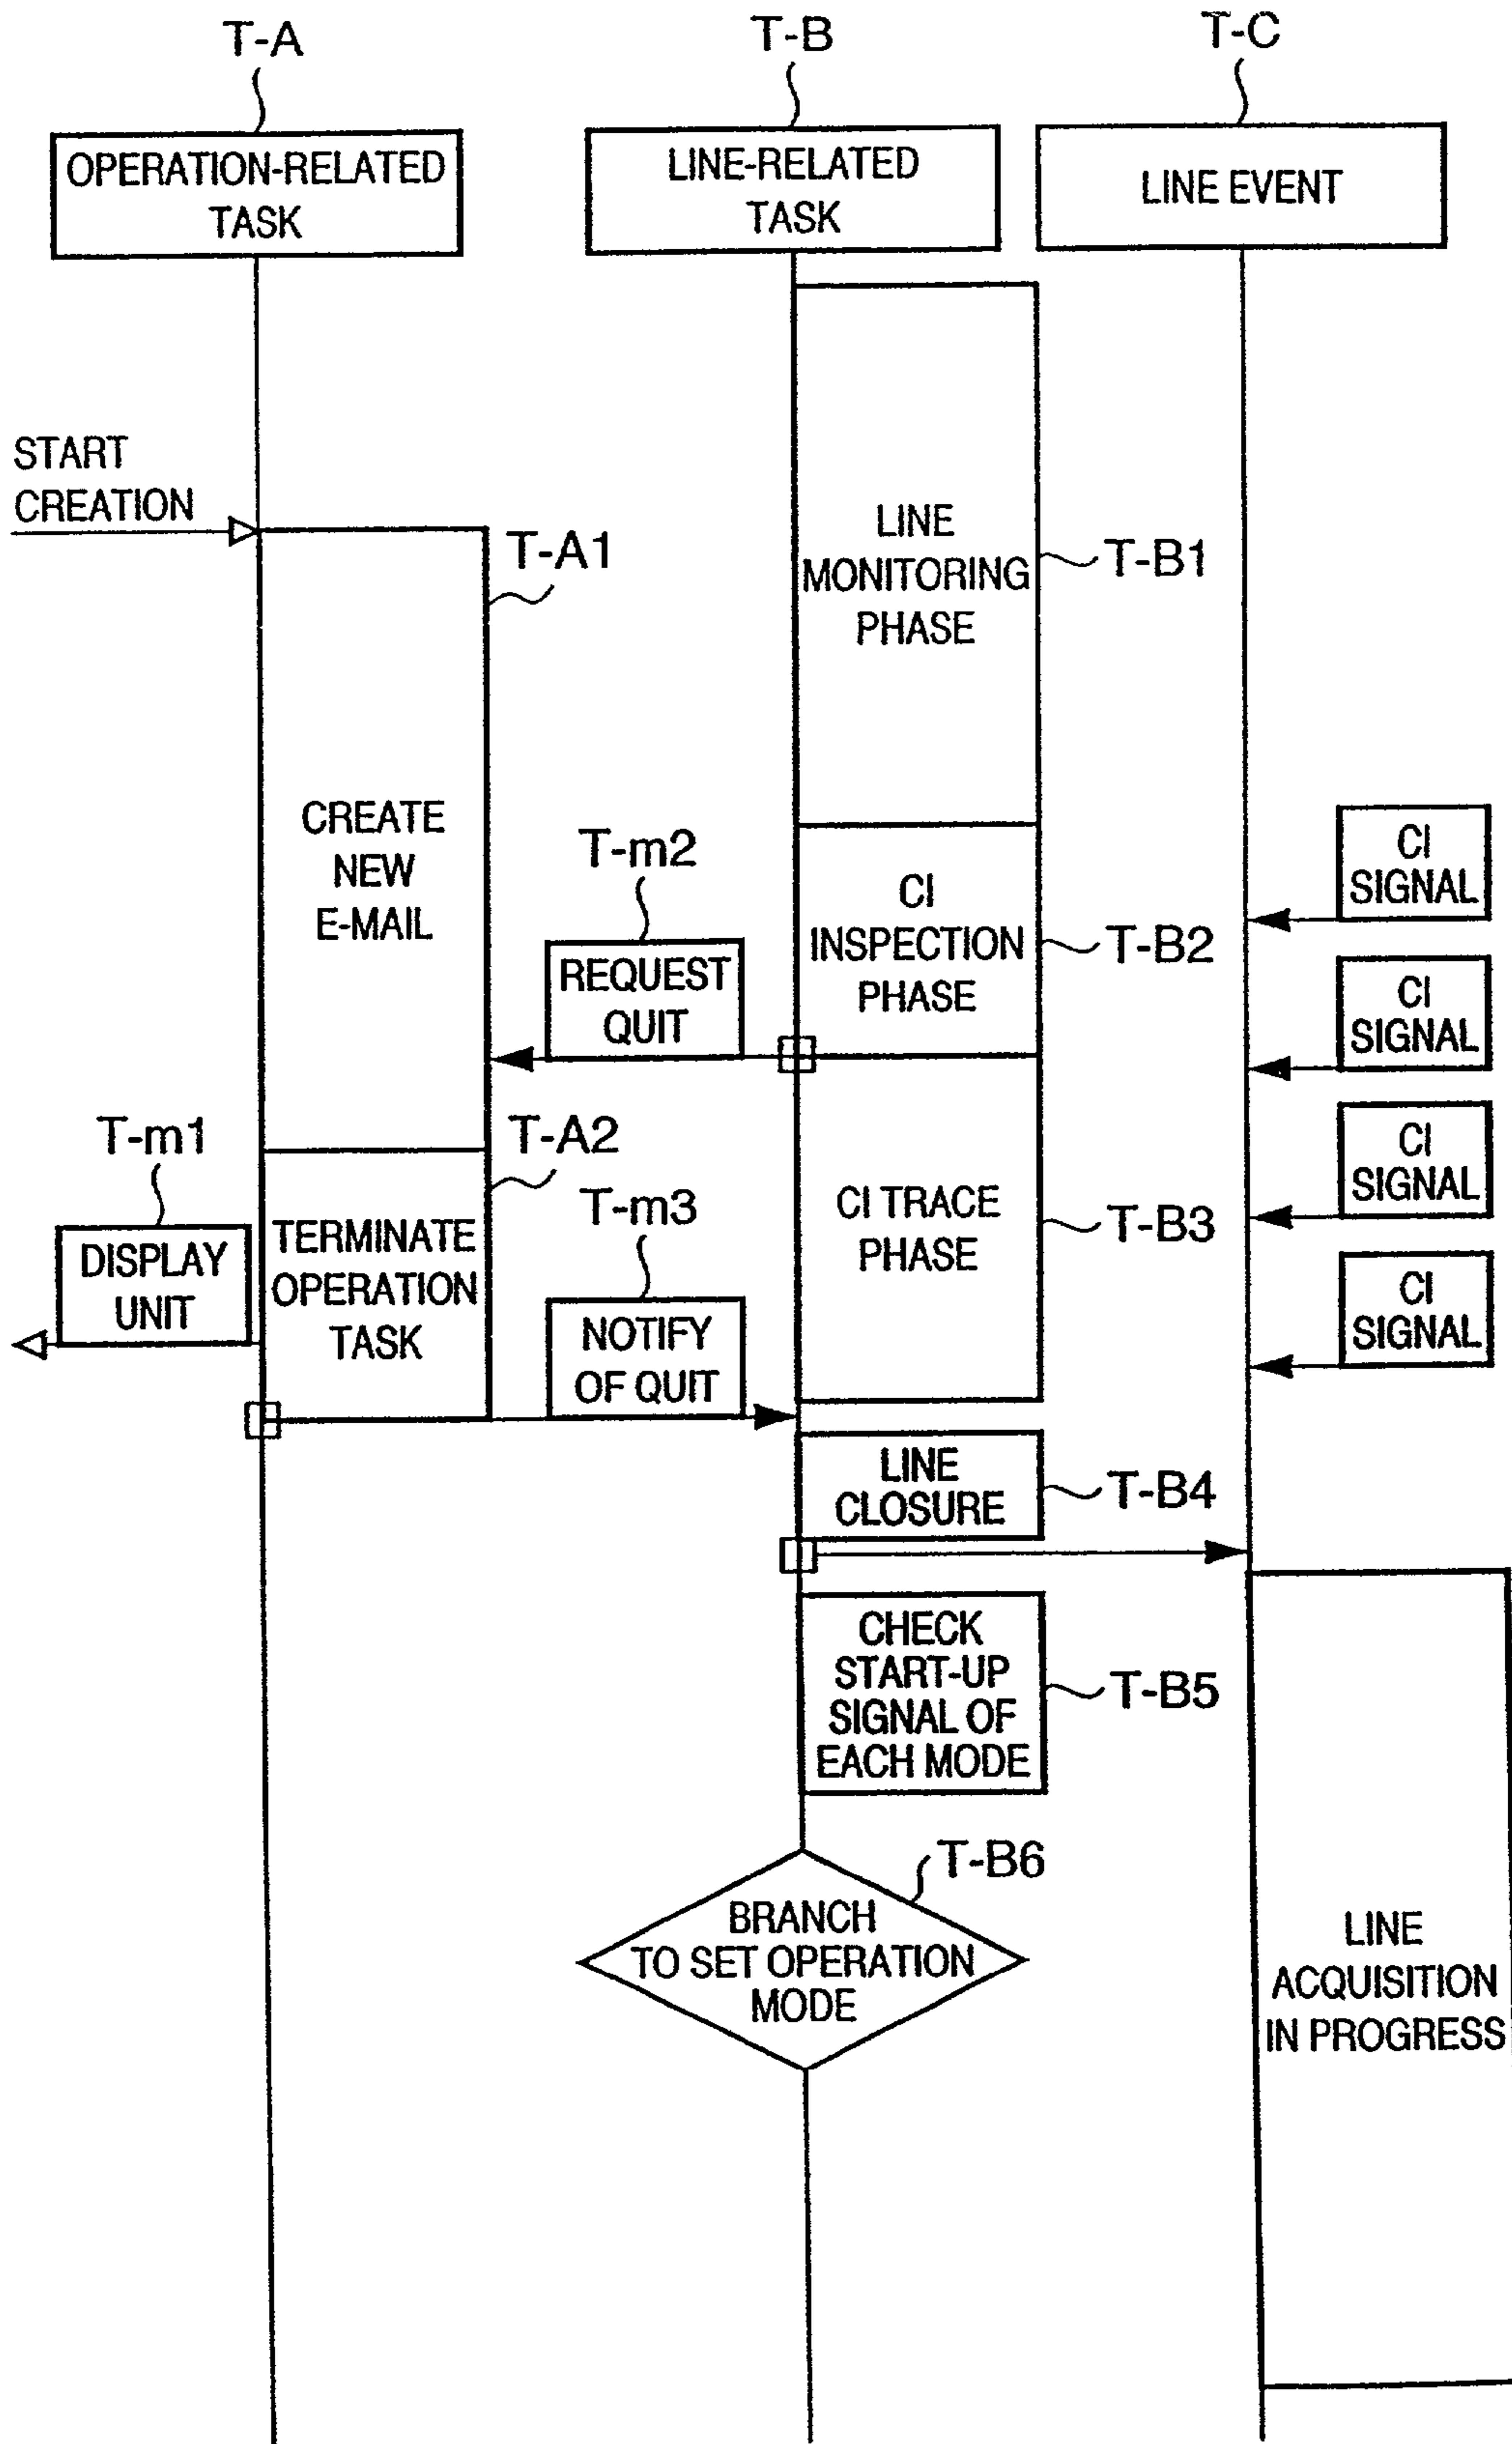 T-A
T-B
T-C
OPERATION-RELATED
TASK
LINE-RELATED
TASK
LINE EVENT
START
CREATION
T-A1
LINE
MONITORING
PHASE
T-B1
CREATE
NEW
E-MAIL
T-m2
REQUEST
QUIT
CI
INSPECTION
PHASE
T-B2
CI
SIGNAL
CI
SIGNAL
T-m1
DISPLAY
UNIT
T-A2
TERMINATE
OPERATION
TASK
T-m3
NOTIFY
OF QUIT
CI TRACE
PHASE
T-B3
CI
SIGNAL
CI
SIGNAL
LINE
CLOSURE
T-B4
CHECK
START-UP
SIGNAL OF
EACH MODE
T-B5
T-B6
BRANCH
TO SET OPERATION
MODE
LINE
ACQUISITION
IN PROGRESS